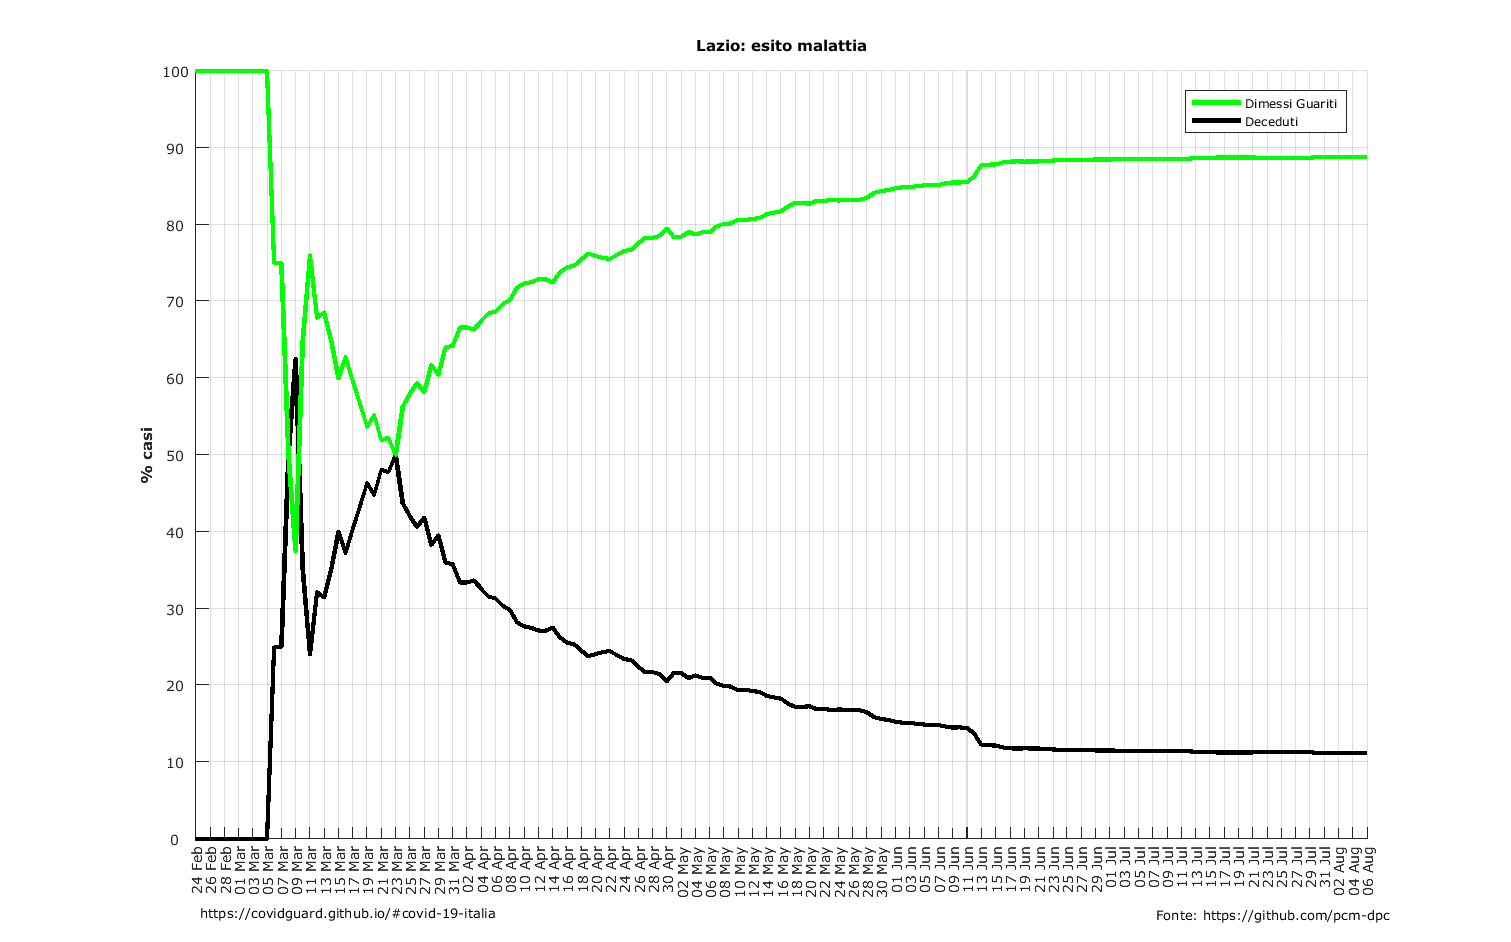 Lazio: esito malattia
Dimessi Guariti
Deceduti
% casi
100
90
80
70
60
50
40
30
20
10
0
24 Feb
26 Feb
28 Feb
01 Mar
03 Mar
05 Mar
07 Mar
09 Mar
11 Mar
13 Mar
15 Mar
17 Mar
19 Mar
21 Mar
23 Mar
25 Mar
27 Mar
29 Mar
31 Mar
02 Apr
04 Apr
06 Apr
08 Apr
10 Apr
12 Apr
14 Apr
16 Apr
18 Apr
20 Apr
22 Apr
24 Apr
26 Apr
28 Apr
30 Apr
02 May
04 May
06 May
08 May
10 May
12 May
14 May
16 May
18 May
20 May
22 May
24 May
26 May
28 May
30 May
01 Jun
03 Jun
05 Jun
07 Jun
09 Jun
11 Jun
13 Jun
15 Jun
17 Jun
19 Jun
21 Jun
23 Jun
25 Jun
27 Jun
29 Jun
01 Jul
03 Jul
05 Jul
07 Jul
09 Jul
11 Jul
13 Jul
15 Jul
17 Jul
19 Jul
21 Jul
23 Jul
25 Jul
27 Jul
29 Jul
31 Jul
02 Aug
04 Aug
06 Aug
https://covidguard.github.io/#covid-19-italia
Fonte: https://github.com/pcm-dpc